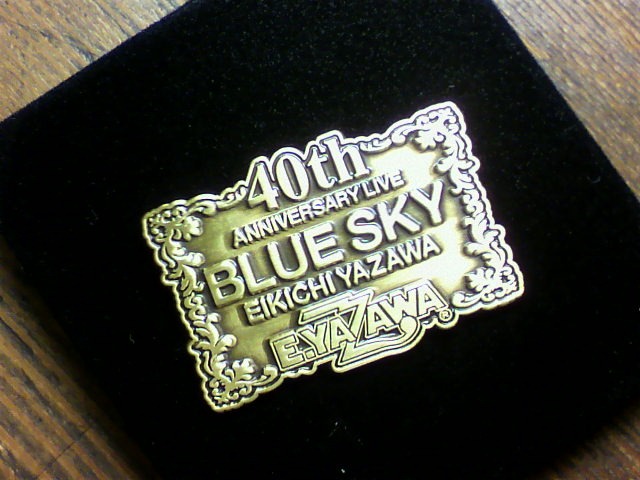 40th
ANNIVERSARY LIVE
BLUE SKY
EIKICHI YAZAWA
E.YAZAWA®